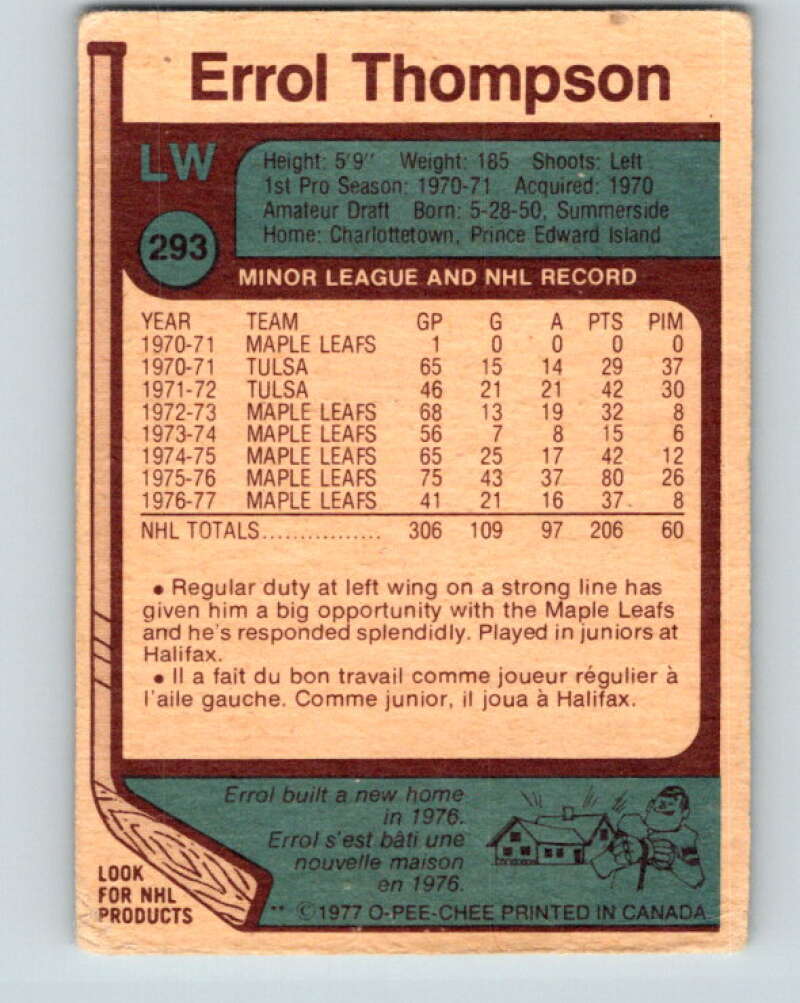 Errol Thompson
LW
Height: 5'9" Weight: 185 Shoots: Left
1st Pro Season: 1970-71 Acquired: 1970
Amateur Draft Born: 5-28-50, Summerside
Home: Charlottetown, Prince Edward Island
293
MINOR LEAGUE AND NHL RECORD
YEAR TEAM GP G A PTS PIM
1970-71 MAPLE LEAFS 1 0 0 0 0
1970-71 TULSA 65 15 14 29 37
1971-72 TULSA 46 21 21 42 30
1972-73 MAPLE LEAFS 68 13 19 32 8
1973-74 MAPLE LEAFS 56 7 8 15 6
1974-75 MAPLE LEAFS 65 25 17 42 12
1975-76 MAPLE LEAFS 75 43 37 80 26
1976-77 MAPLE LEAFS 41 21 16 37 8
NHL TOTALS................ 306 109 97 206 60
• Regular duty at left wing on a strong line has
given him a big opportunity with the Maple Leafs
and he's responded splendidly. Played in juniors at
Halifax.
• Il a fait du bon travail comme joueur régulier à
l'aile gauche. Comme junior, il joua à Halifax.
Errol built a new home
in 1976.
Errol s'est bâti une
nouvelle maison
en 1976.
LOOK
FOR NHL
PRODUCTS
** ©1977 O-PEE-CHEE PRINTED IN CANADA